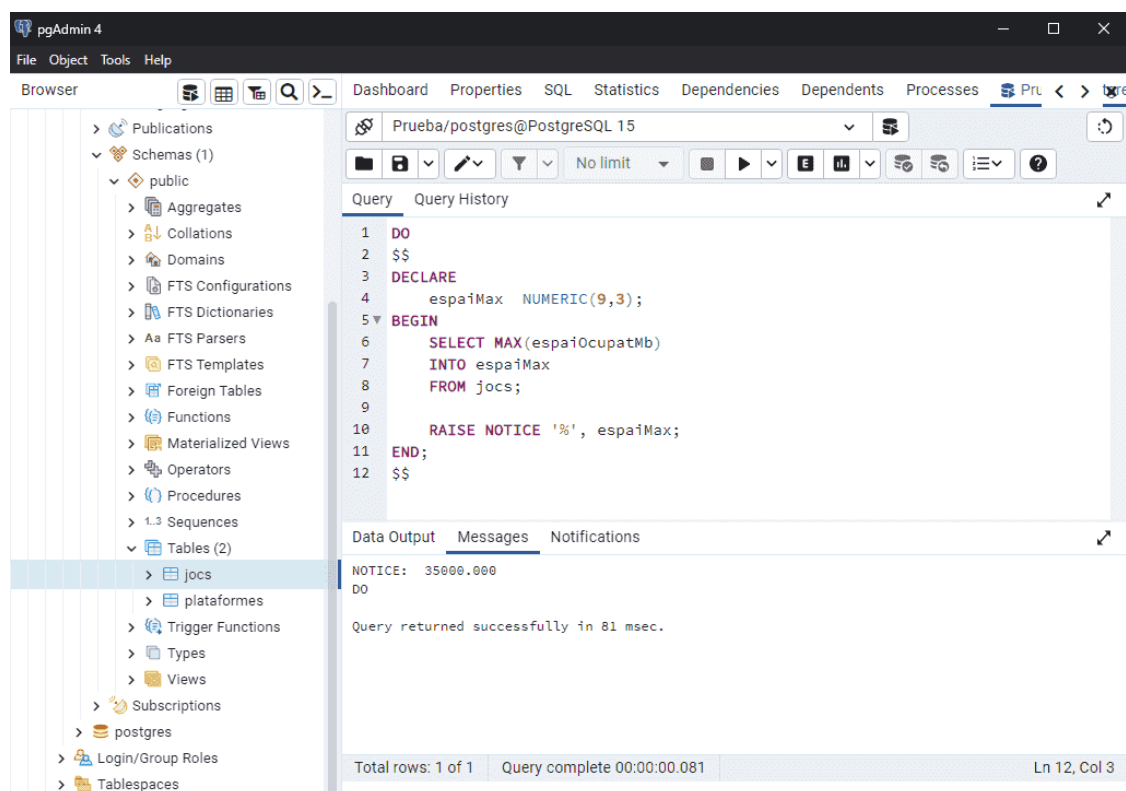 pgAdmin 4
File Object Tools Help
Browser
Dashboard Properties SQL Statistics Dependencies Dependents Processes Pru
Publications
Schemas (1)
public
Aggregates
Collations
Domains
FTS Configurations
FTS Dictionaries
Aa FTS Parsers
FTS Templates
Foreign Tables
Functions
Materialized Views
Operators
Procedures
1..3 Sequences
Tables (2)
jocs
plataformes
Trigger Functions
Types
Views
Subscriptions
postgres
Login/Group Roles
Tablespaces
Prueba/postgres@PostgreSQL 15
No limit
E
Query Query History
1 DO
2 $$
3 DECLARE
4 espaiMax NUMERIC(9,3);
5 BEGIN
6 SELECT MAX(espaiOcupatMb)
7 INTO espaiMax
8 FROM jocs;
9
10 RAISE NOTICE '%', espaiMax;
11 END;
12 $$
Data Output Messages Notifications
NOTICE: 35000.000
DO
Query returned successfully in 81 msec.
Total rows: 1 of 1 Query complete 00:00:00.081 Ln 12, Col 3